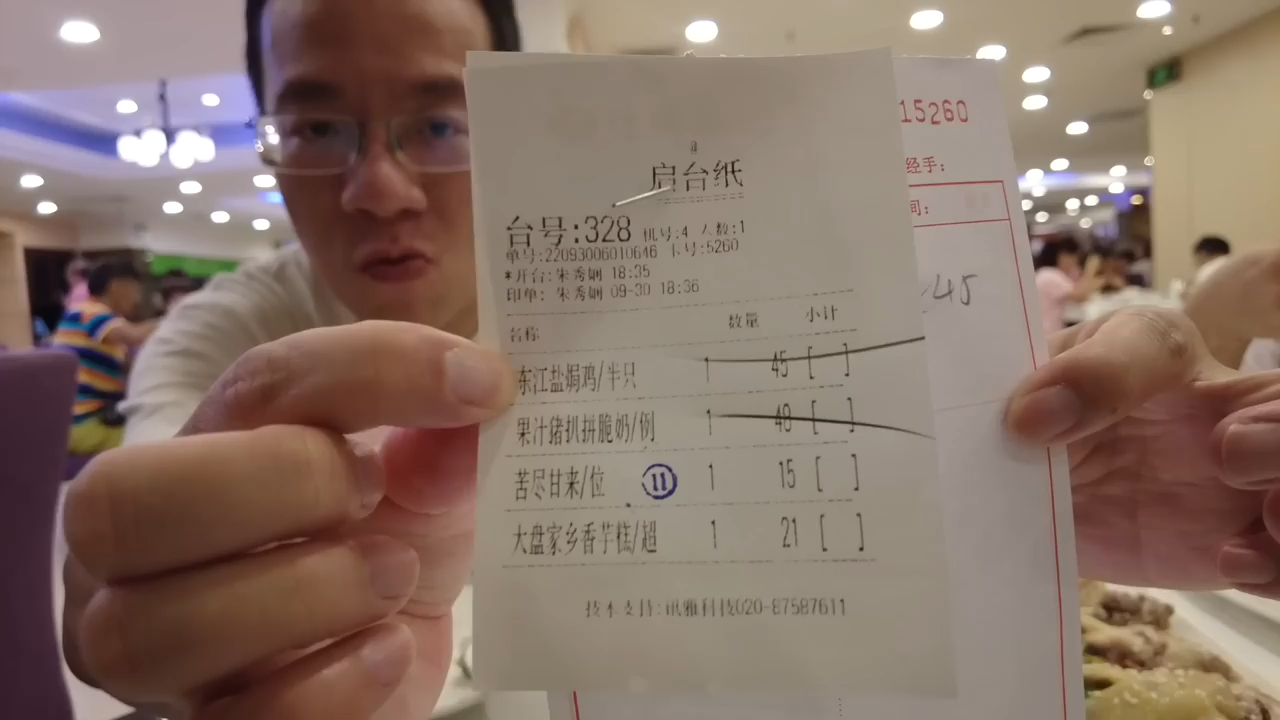 启台纸
台号:328 机号:4 人数:1
单号:22093006010646 卡号:5260
*开台:朱秀娴 18:35
印单: 朱秀娴 09-30 18:36
名称 数量 小计
东江盐焗鸡/半只 1 45 [ ]
果汁猪扒拼脆奶/例 1 48 [ ]
苦尽甘来/位 11 1 15 [ ]
大盘家乡香芋糕/超 1 21 [ ]
技术支持:讯雅科技020-87587611
15260
经手:
间:
45